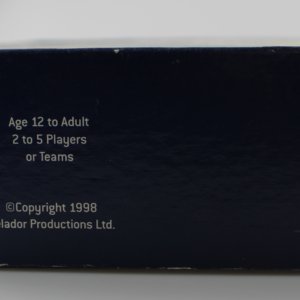 Age 12 to Adult
2 to 5 Players
or Teams
©Copyright 1998
Productions Ltd.